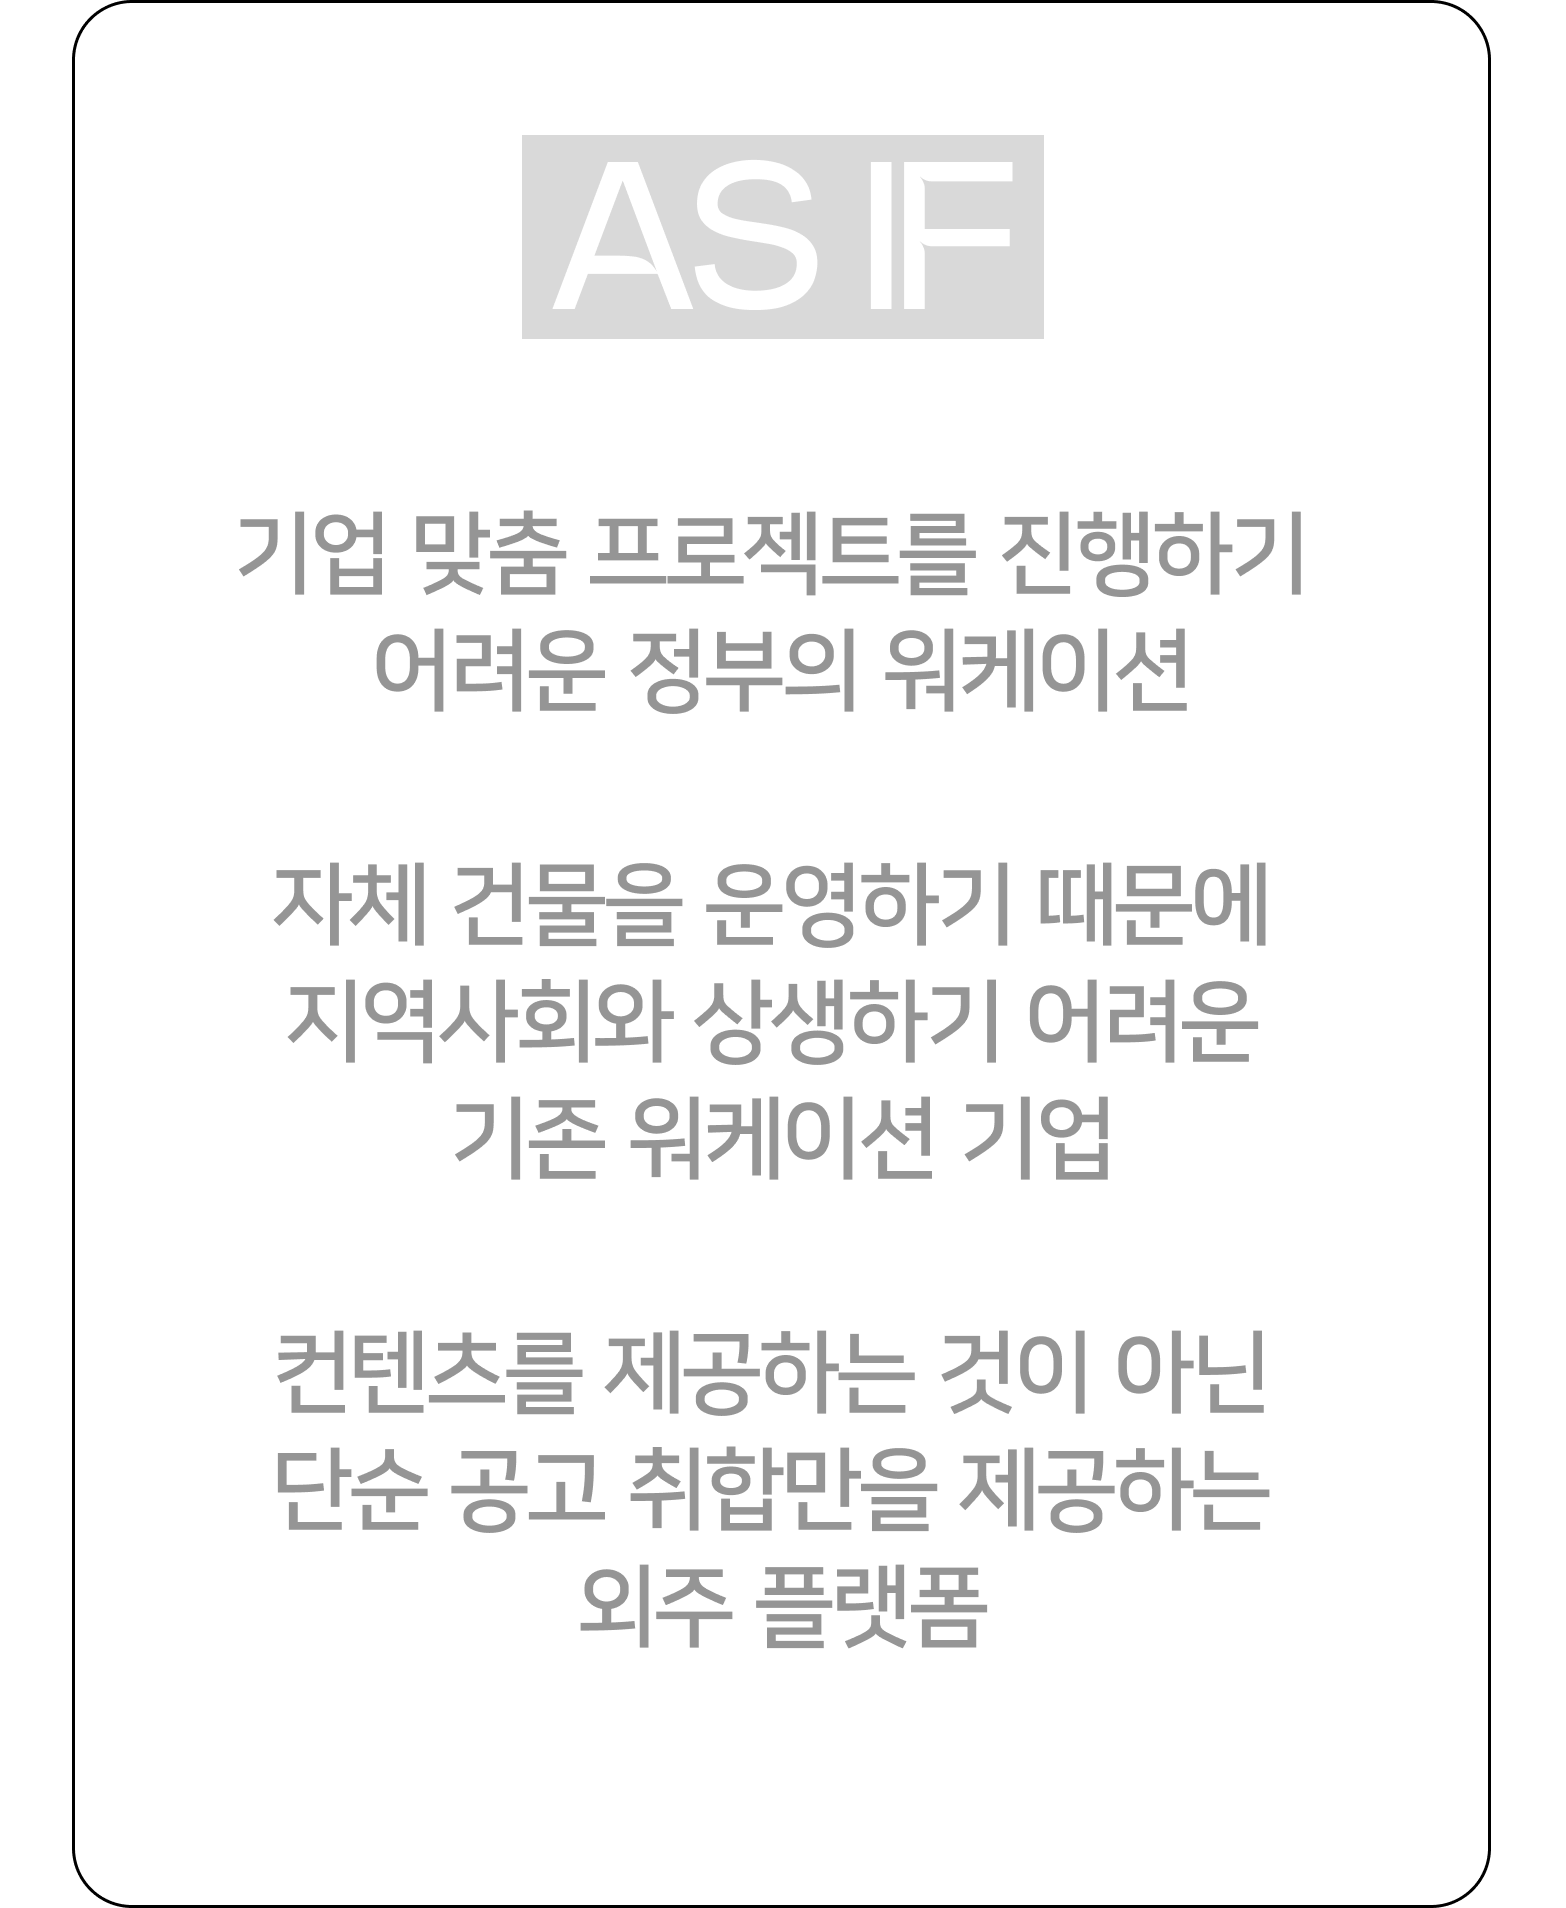 AS IF
기업 맞춤 프로젝트를 진행하기
어려운 정부의 워케이션
자체 건물을 운영하기 때문에
지역사회와 상생하기 어려운
기존 워케이션 기업
컨텐츠를 제공하는 것이 아닌
단순 공고 취합만을 제공하는
외주 플랫폼